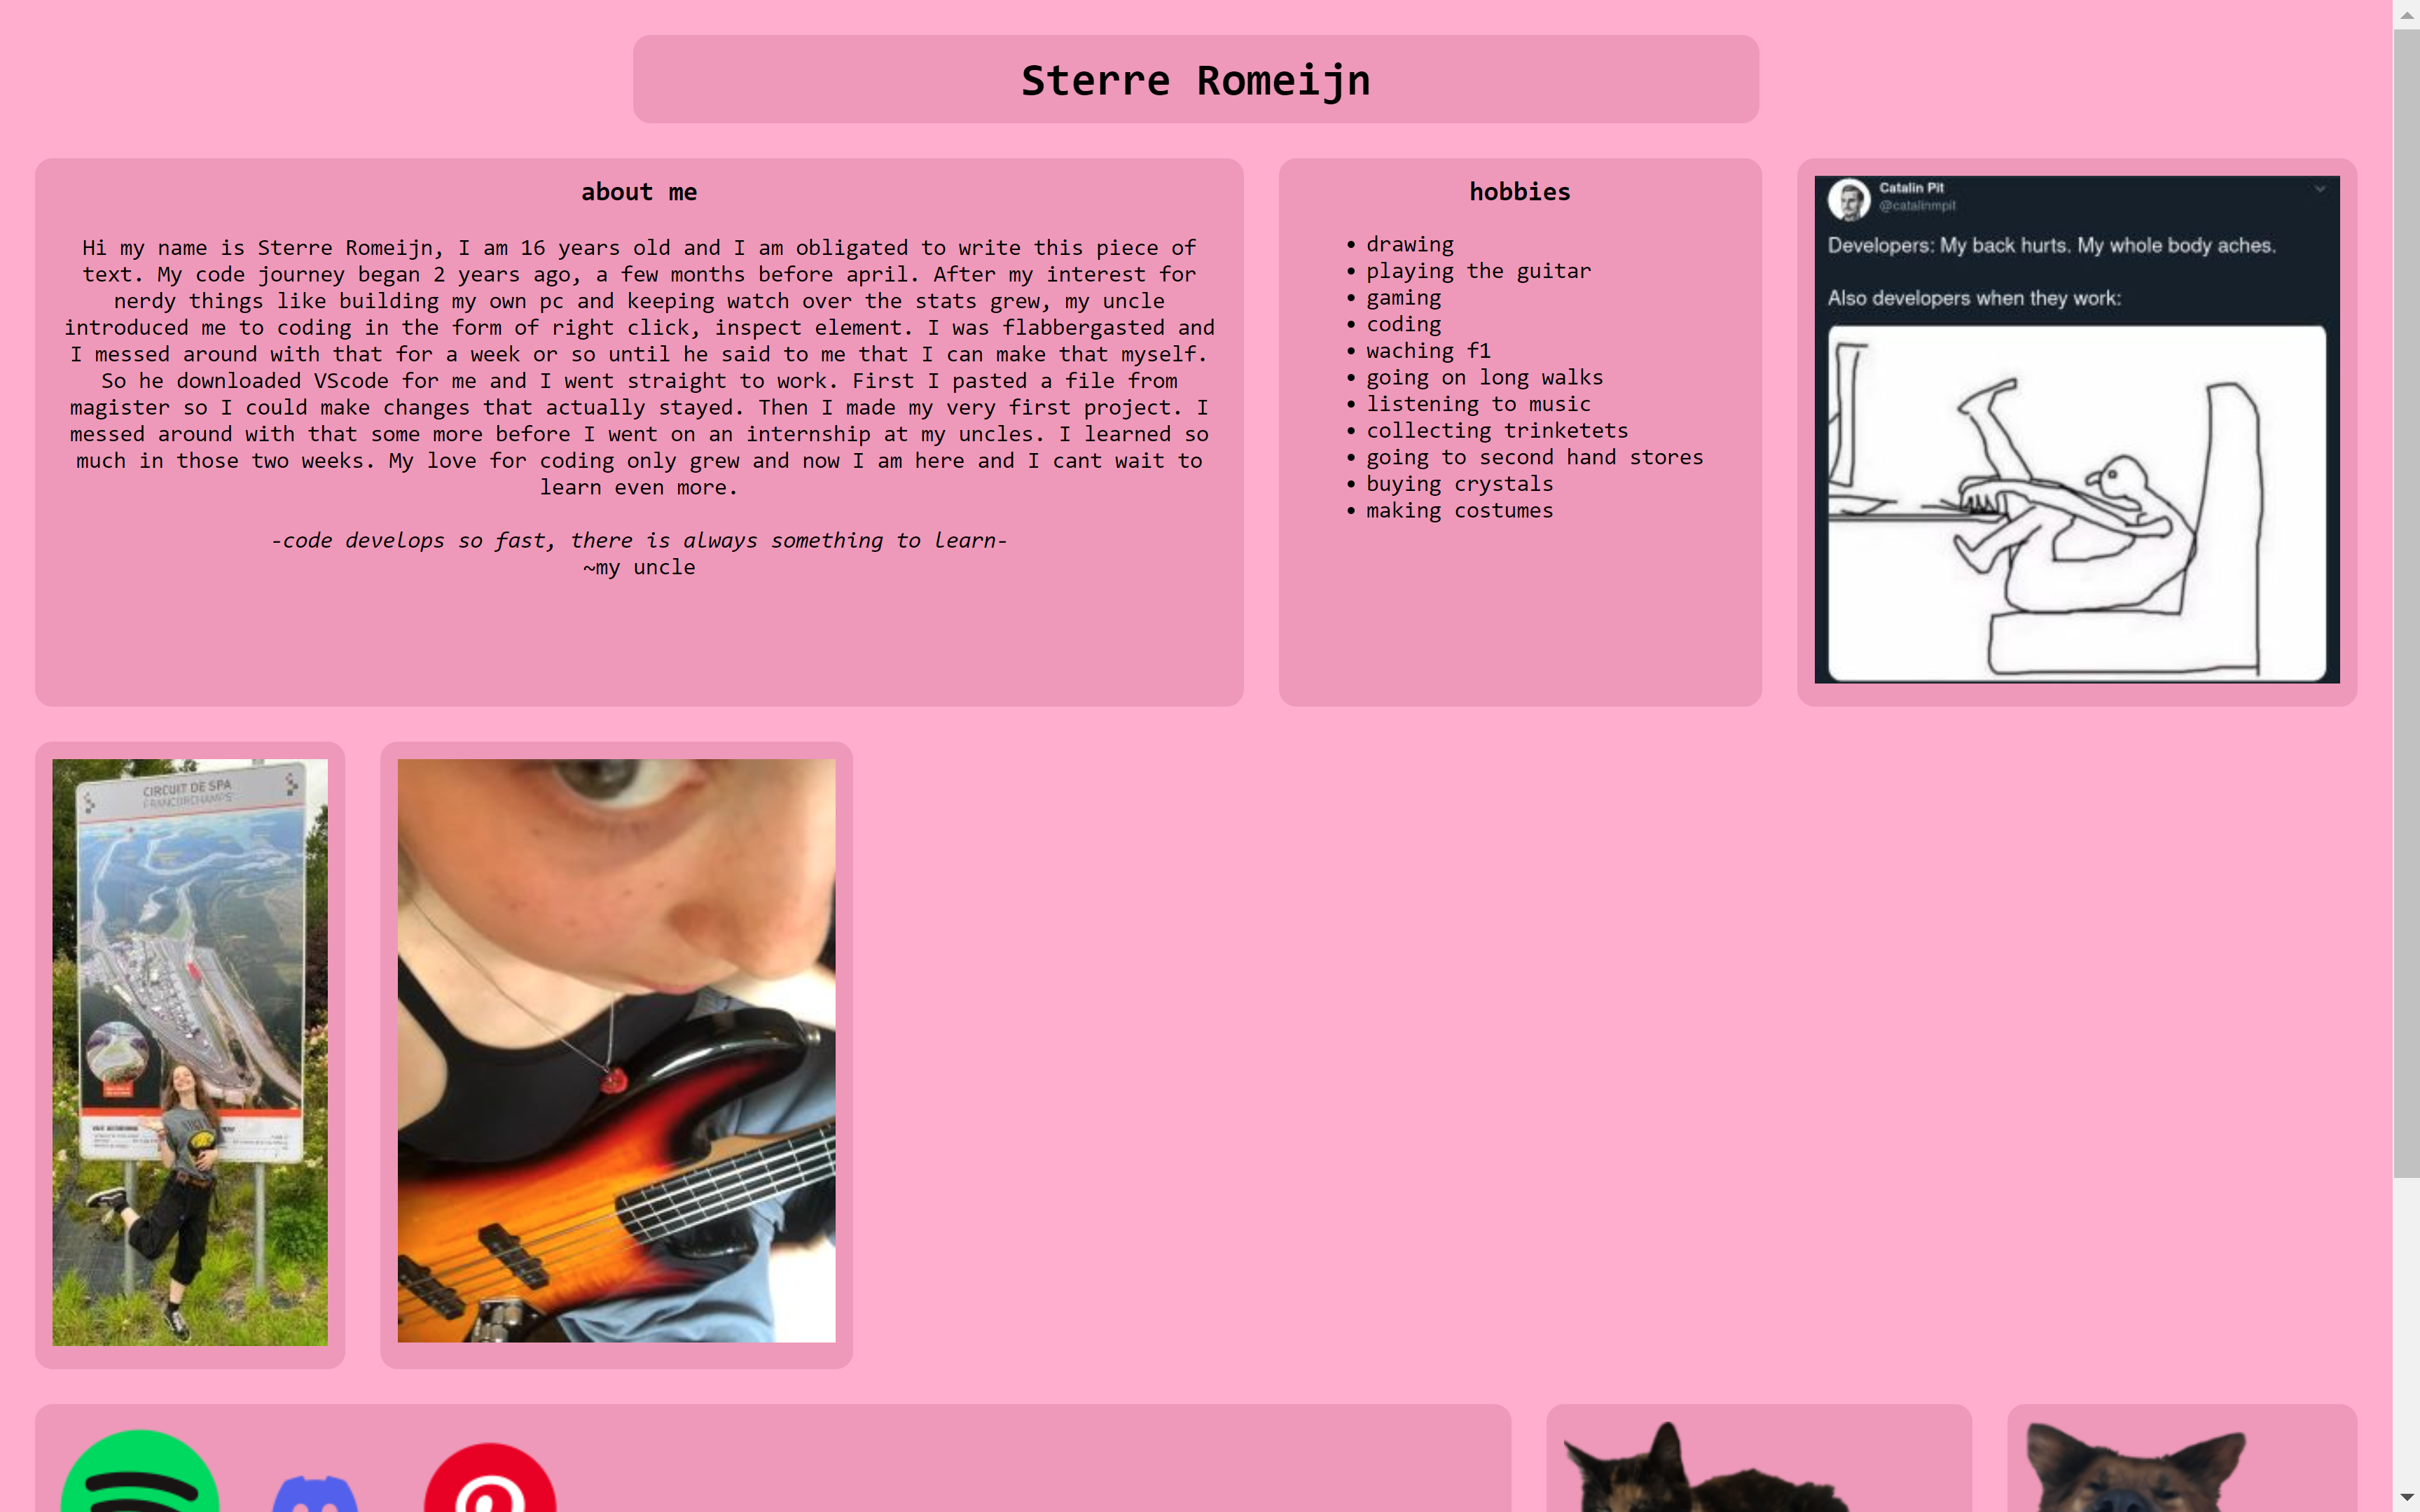 Sterre Romeijn
about me
Hi my name is Sterre Romeijn, I am 16 years old and I am obligated to write this piece of
text. My code journey began 2 years ago, a few months before april. After my interest for
nerdy things like building my own pc and keeping watch over the stats grew, my uncle
introduced me to coding in the form of right click, inspect element. I was flabbergasted and
I messed around with that for a week or so until he said to me that I can make that myself.
So he downloaded VScode for me and I went straight to work. First I pasted a file from
magister so I could make changes that actually stayed. Then I made my very first project. I
messed around with that some more before I went on an internship at my uncles. I learned so
much in those two weeks. My love for coding only grew and now I am here and I cant wait to
learn even more.
-code develops so fast, there is always something to learn-
~my uncle
hobbies
• drawing
• playing the guitar
• gaming
• coding
• waching f1
• going on long walks
• listening to music
• collecting trinketets
• going to second hand stores
• buying crystals
• making costumes
Catalin Pit
@catalinmpit
Developers: My back hurts. My whole body aches.
Also developers when they work:
CIRCUIT DE SPA
FRANCORCHAMPS